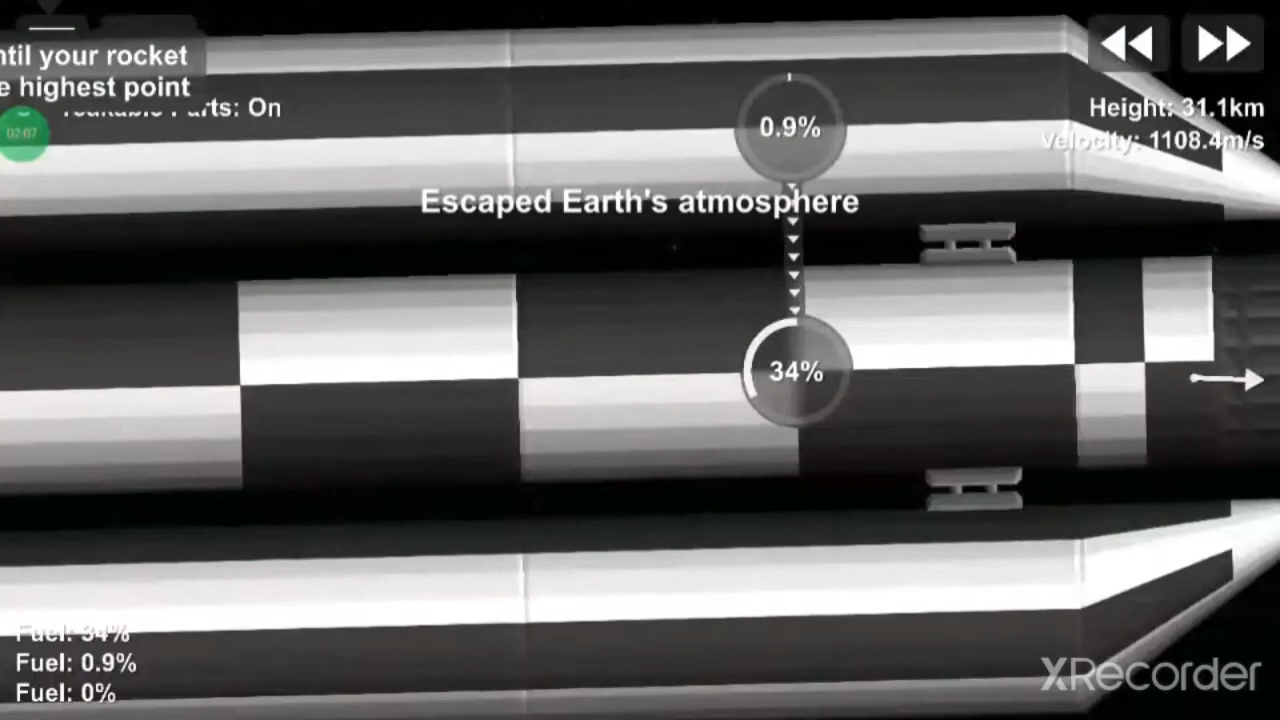 ntil your rocket
e highest point
Parts: On
02:07
Height: 31.1km
Velocity: 1108.4m/s
0.9%
Escaped Earth's atmosphere
34%
Fuel: 34%
Fuel: 0.9%
Fuel: 0%
XRecorder